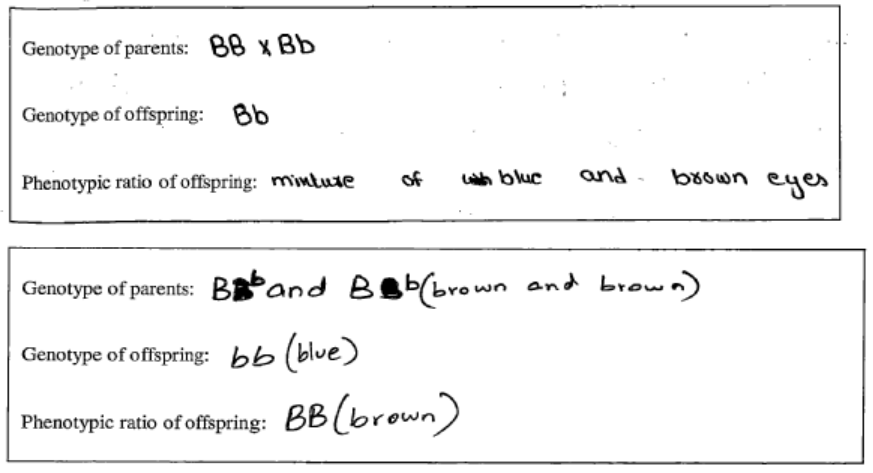 Genotype of parents: BB x Bb
Genotype of offspring: Bb
Phenotypic ratio of offspring: mixture of blue and brown eyes
Genotype of parents: Bb and Bb (brown and brown)
Genotype of offspring: bb (blue)
Phenotypic ratio of offspring: BB (brown)